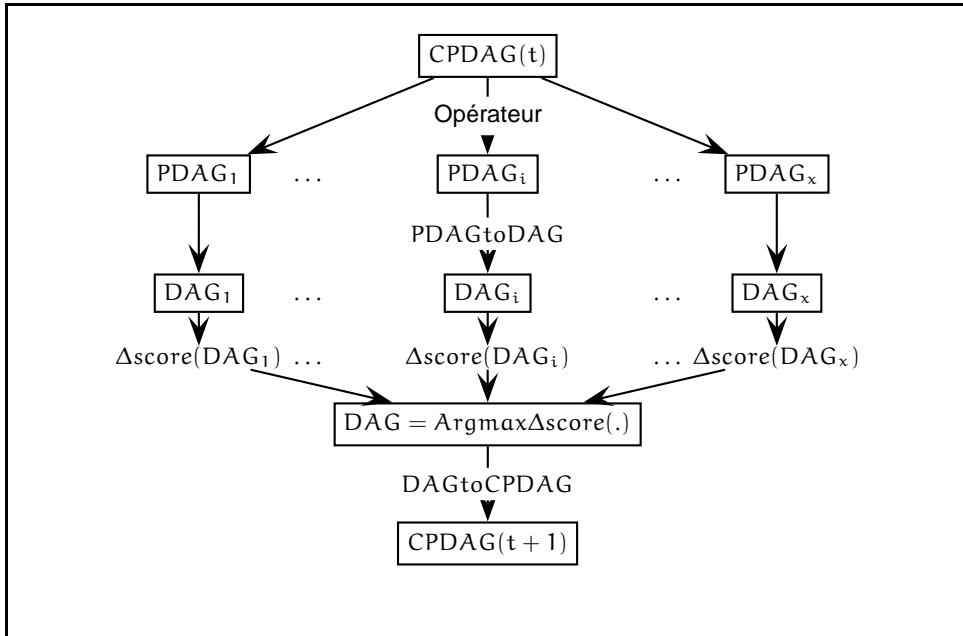 CPDAG(t)
Opérateur
PDAG₁ ... PDAGᵢ ... PDAGₓ
PDAGtoDAG
DAG₁ ... DAGᵢ ... DAGₓ
Δscore(DAG₁) ... Δscore(DAGᵢ) ... Δscore(DAGₓ)
DAG = ArgmaxΔscore(.)
DAGtoCPDAG
CPDAG(t + 1)